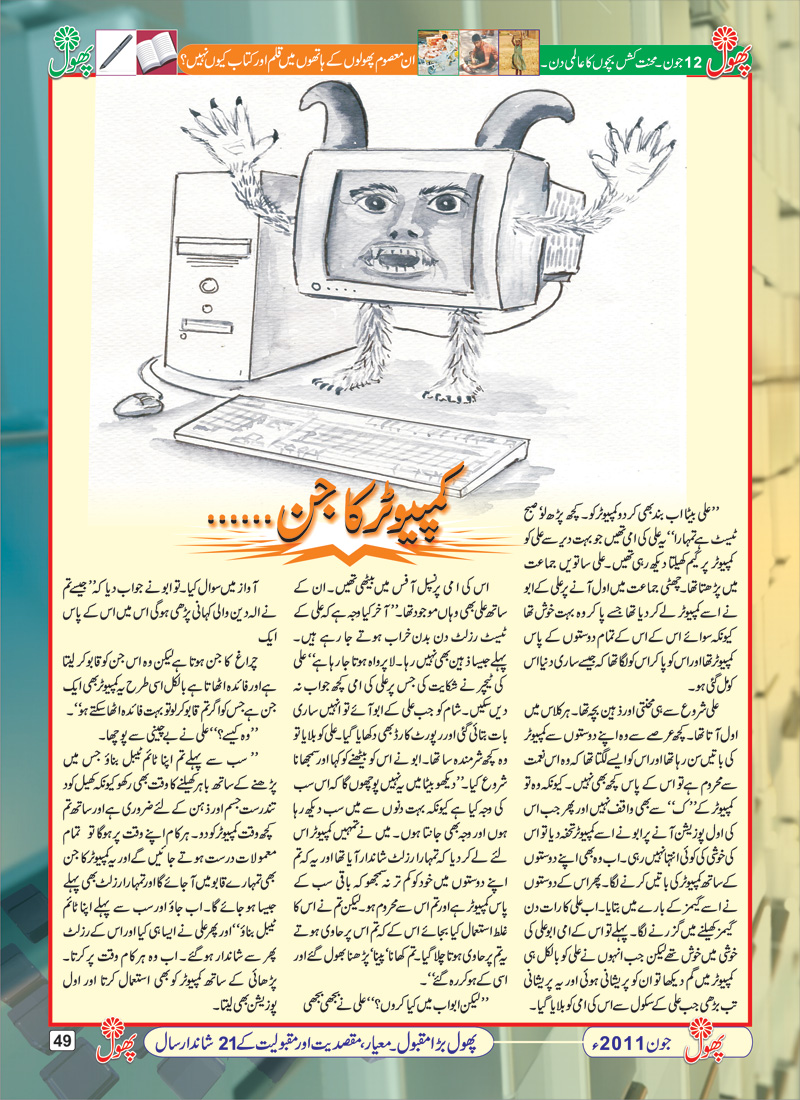 پھول
12 جون۔ محنت کش بچوں کا عالمی دن۔
ان معصوم پھولوں کے ہاتھوں میں قلم اور کتاب کیوں نہیں؟
پھول
کمپیوٹر کا جن ......
’’علی بیٹا اب بند بھی کر دو کمپیوٹر کو۔ کچھ پڑھ لو‘ صبح
ٹیسٹ ہے تمہارا‘‘ یہ علی کی امی تھیں جو بہت دیر سے علی کو
کمپیوٹر پر گیم کھیلتا دیکھ رہی تھیں۔ علی ساتویں جماعت
میں پڑھتا تھا۔ چھٹی جماعت میں اول آنے پر علی کے ابو
نے اسے کمپیوٹر لے کر دیا تھا جسے پا کر وہ بہت خوش تھا
کیونکہ سوائے اس کے اس کے تمام دوستوں کے پاس
کمپیوٹر تھا اور اس کو پا کر اس کو لگا تھا کہ جیسے ساری دنیا اس
کو مل گئی ہو۔
علی شروع سے ہی محنتی اور ذہین بچہ تھا۔ ہر کلاس میں
اول آتا تھا۔ کچھ عرصے سے وہ اپنے دوستوں سے کمپیوٹر
کی باتیں سن رہا تھا اور اس کو ایسے لگتا تھا کہ وہ اس نعمت
سے محروم ہے تو اس کے پاس کچھ بھی نہیں۔ کیونکہ وہ تو
کمپیوٹر کے ’’ک‘‘ سے بھی واقف نہیں اور پھر جب اس
کی اول پوزیشن آنے پر ابو نے اسے کمپیوٹر تحفہ دیا تو اس
کی خوشی کی کوئی انتہا نہیں رہی۔ اب وہ بھی اپنے دوستوں
کے ساتھ کمپیوٹر کی باتیں کرنے لگا۔ پھر اس کے دوستوں
نے اسے گیمز کے بارے میں بتایا۔ اب علی کا رات دن
گیمز کھیلنے میں گزرنے لگا۔ پہلے تو اس کے امی ابو علی کی
خوشی میں خوش تھے لیکن جب انہوں نے علی کو بالکل ہی
کمپیوٹر میں گم دیکھا تو ان کو پریشانی ہوئی اور یہ پریشانی
تب بڑھی جب علی کے سکول سے اس کی امی کو بلایا گیا۔
اس کی امی پرنسپل آفس میں بیٹھی تھیں۔ ان کے
ساتھ علی بھی وہاں موجود تھا۔ ’’آخر کیا وجہ ہے کہ علی کے
ٹیسٹ رزلٹ دن بدن خراب ہوتے جا رہے ہیں۔
پہلے جیسا ذہین بھی نہیں رہا۔ لا پرواہ ہوتا جا رہا ہے‘‘ علی
کی ٹیچر نے شکایت کی جس پر علی کی امی کچھ جواب نہ
دیں سکیں۔ شام کو جب علی کے ابو آئے تو انہیں ساری
بات بتائی گئی اور رپورٹ کارڈ بھی دکھایا گیا۔ علی کو بلایا تو
وہ کچھ شرمندہ سا تھا۔ ابو نے اس کو بیٹھنے کو کہا اور سمجھانا
شروع کیا۔ ’’دیکھو بیٹا میں یہ نہیں پوچھوں گا کہ اس سب
کی وجہ کیا ہے کیونکہ بہت دنوں سے میں سب دیکھ رہا
ہوں اور وجہ بھی جانتا ہوں۔ میں نے تمہیں کمپیوٹر اس
لئے لے کر دیا کہ تمہارا رزلٹ شاندار آیا تھا اور یہ کہ تم
اپنے دوستوں میں خود کو کم تر نہ سمجھو کہ باقی سب کے
پاس کمپیوٹر ہے اور تم اس سے محروم ہو۔ لیکن تم نے اس کا
غلط استعمال کیا بجائے اس کے کہ تم اس پر حاوی ہوتے
یہ تم پر حاوی ہوتا چلا گیا۔ تم کھانا‘ پینا‘ پڑھنا بھول گئے اور
اسی کے ہو کر رہ گئے‘‘۔
’’لیکن ابو اب میں کیا کروں؟‘‘ علی نے بجھی بجھی
آواز میں سوال کیا۔ تو ابو نے جواب دیا کہ ’’جیسے تم
نے الہ دین والی کہانی پڑھی ہو گی اس میں اس کے پاس
ایک
چراغ کا جن ہوتا ہے لیکن وہ اس جن کو قابو کر لیتا
ہے اور فائدہ اٹھاتا ہے بالکل اسی طرح یہ کمپیوٹر بھی ایک
جن ہے جس کو اگر تم قابو کر لو تو بہت فائدہ اٹھا سکتے ہو‘‘۔
’’وہ کیسے؟‘‘ علی نے بے چینی سے پوچھا۔
’’سب سے پہلے تم اپنا ٹائم ٹیبل بناؤ جس میں
پڑھنے کے ساتھ باہر کھیلنے کا وقت بھی رکھو کیونکہ کھیل کود
تندرست جسم اور ذہن کے لئے ضروری ہے اور ساتھ تم
کچھ وقت کمپیوٹر کو دو۔ ہر کام اپنے وقت پر ہو گا تو تمام
معمولات درست ہوتے جائیں گے اور یہ کمپیوٹر کا جن
بھی تمہارے قابو میں آ جائے گا اور تمہارا رزلٹ بھی پہلے
جیسا ہو جائے گا۔ اب جاؤ اور سب سے پہلے اپنا ٹائم
ٹیبل بناؤ‘‘ اور پھر علی نے ایسا ہی کیا اور اس کے رزلٹ
پھر سے شاندار ہو گئے۔ اب وہ ہر کام وقت پر کرتا۔
پڑھائی کے ساتھ کمپیوٹر کو بھی استعمال کرتا اور اول
پوزیشن بھی لیتا۔
پھول
جون 2011ء
پھول بڑا مقبول۔ معیار، مقصدیت اور مقبولیت کے 21 شاندار سال
پھول
49